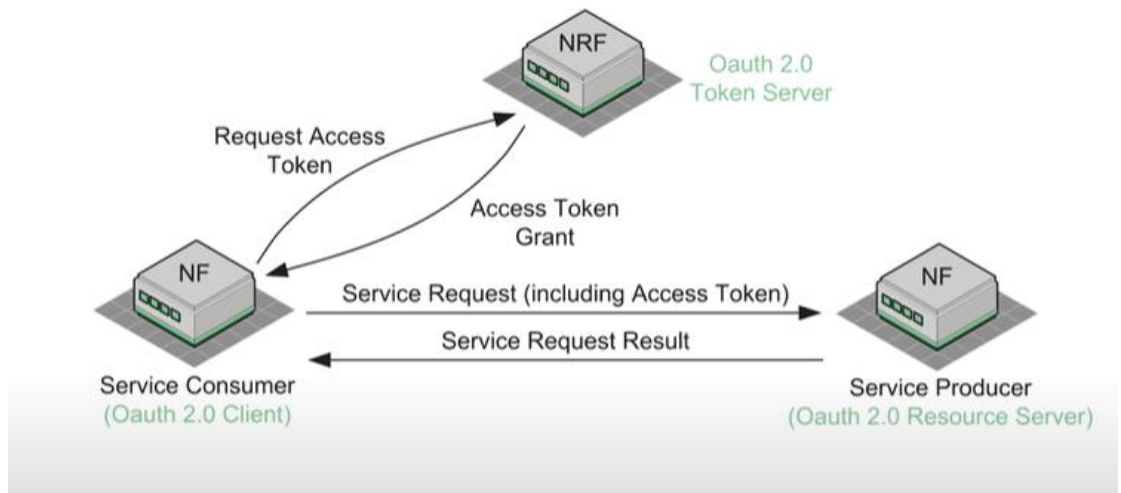 NRF
Oauth 2.0
Token Server
Request Access
Token
Access Token
Grant
NF
Service Request (including Access Token)
NF
Service Request Result
Service Consumer
(Oauth 2.0 Client)
Service Producer
(Oauth 2.0 Resource Server)